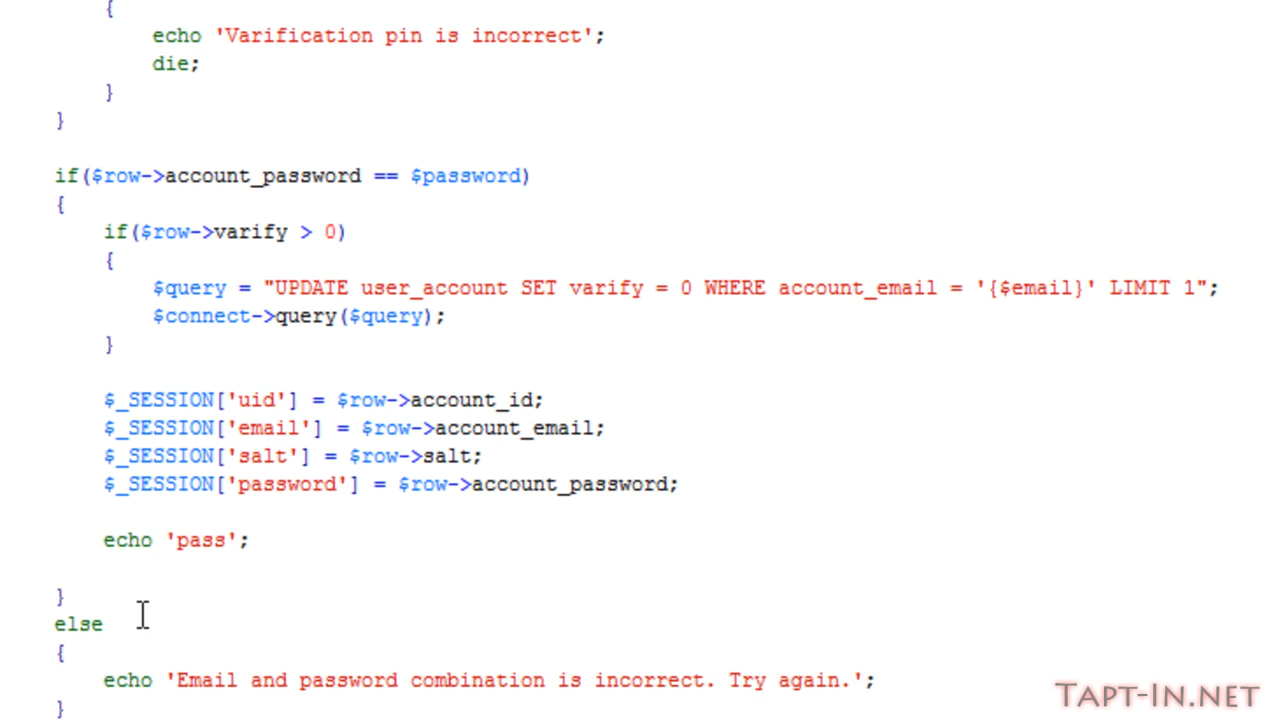 {
echo 'Varification pin is incorrect';
die;
}
}
if($row->account_password == $password)
{
if($row->varify > 0)
{
$query = "UPDATE user_account SET varify = 0 WHERE account_email = '{$email}' LIMIT 1";
$connect->query($query);
}
$_SESSION['uid'] = $row->account_id;
$_SESSION['email'] = $row->account_email;
$_SESSION['salt'] = $row->salt;
$_SESSION['password'] = $row->account_password;
echo 'pass';
}
else
{
echo 'Email and password combination is incorrect. Try again.';
}
TAPT-IN.NET